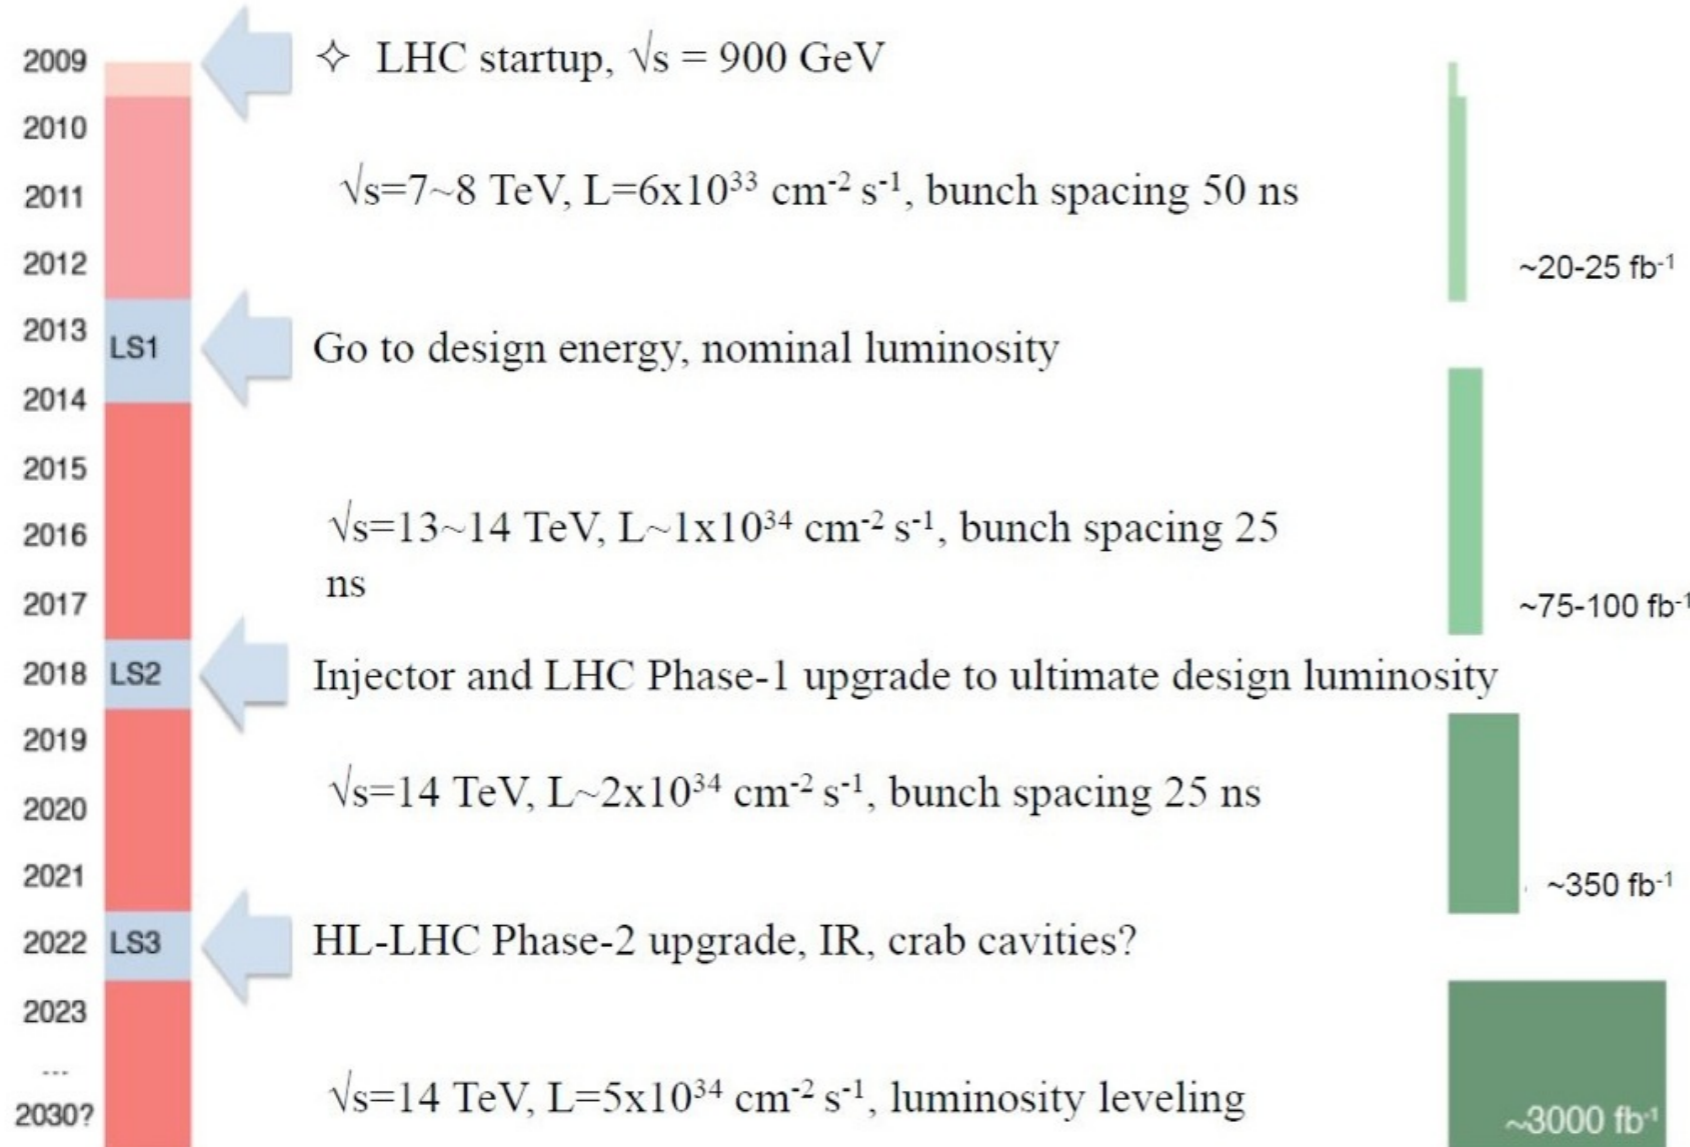 2009
✧ LHC startup, √s = 900 GeV
2010
2011
√s=7~8 TeV, L=6x10³³ cm⁻² s⁻¹, bunch spacing 50 ns
2012
~20-25 fb⁻¹
2013
LS1
Go to design energy, nominal luminosity
2014
2015
2016
√s=13~14 TeV, L~1x10³⁴ cm⁻² s⁻¹, bunch spacing 25
ns
2017
~75-100 fb⁻¹
2018
LS2
Injector and LHC Phase-1 upgrade to ultimate design luminosity
2019
2020
√s=14 TeV, L~2x10³⁴ cm⁻² s⁻¹, bunch spacing 25 ns
2021
~350 fb⁻¹
2022
LS3
HL-LHC Phase-2 upgrade, IR, crab cavities?
2023
...
2030?
√s=14 TeV, L=5x10³⁴ cm⁻² s⁻¹, luminosity leveling
~3000 fb⁻¹